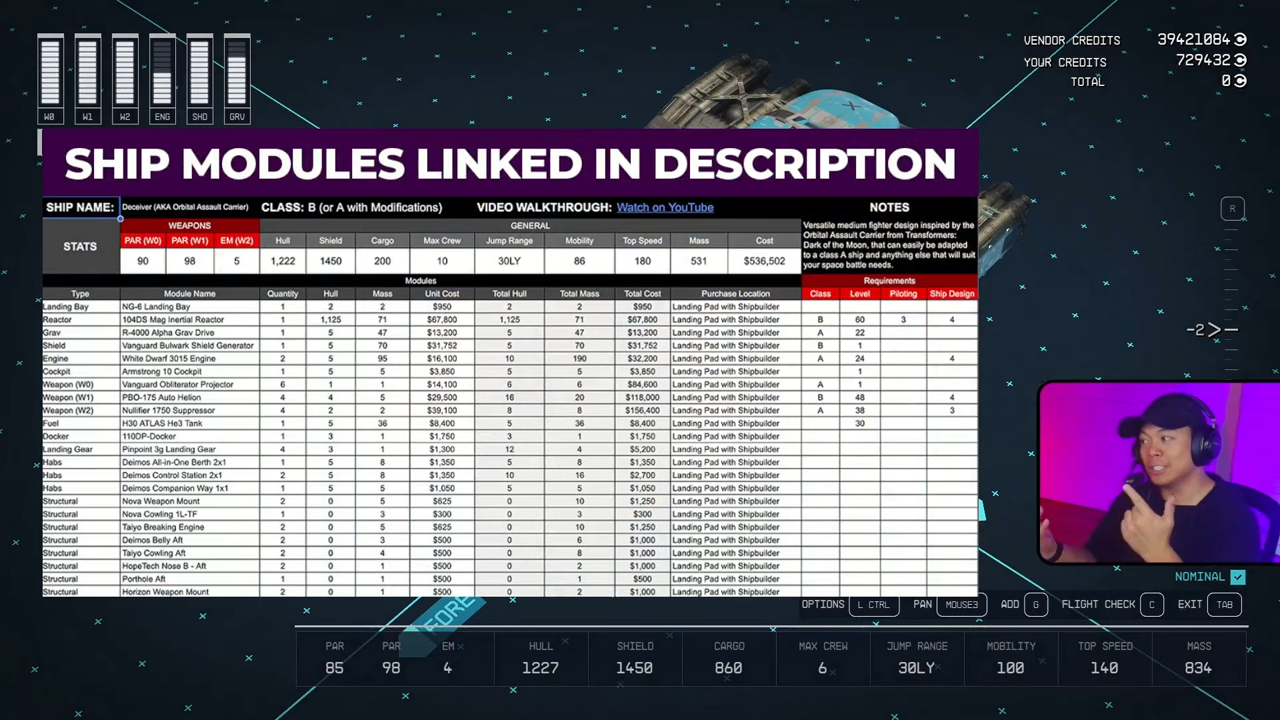 VENDOR CREDITS 39421084
YOUR CREDITS 729432
TOTAL 0
W0 W1 W2 ENG SHD GRV
SHIP MODULES LINKED IN DESCRIPTION
SHIP NAME: Deceiver (AKA Orbital Assault Carrier) CLASS: B (or A with Modifications) VIDEO WALKTHROUGH: Watch on YouTube NOTES
STATS WEAPONS GENERAL
PAR (W0) PAR (W1) EM (W2) Hull Shield Cargo Max Crew Jump Range Mobility Top Speed Mass Cost
90 98 5 1,222 1450 200 10 30LY 86 180 531 $536,502
Versatile medium fighter design inspired by the
Orbital Assault Carrier from Transformers:
Dark of the Moon, that can easily be adapted
to a class A ship and anything else that will suit
your space battle needs.
Modules Requirements
Type Module Name Quantity Hull Mass Unit Cost Total Hull Total Mass Total Cost Purchase Location Class Level Piloting Ship Design
Landing Bay NG-6 Landing Bay 1 2 2 $950 2 2 $950 Landing Pad with Shipbuilder
Reactor 104DS Mag Inertial Reactor 1 1,125 71 $67,800 1,125 71 $67,800 Landing Pad with Shipbuilder B 60 3 4
Grav R-4000 Alpha Grav Drive 1 5 47 $13,200 5 47 $13,200 Landing Pad with Shipbuilder A 22
Shield Vanguard Bulwark Shield Generator 1 5 70 $31,752 5 70 $31,752 Landing Pad with Shipbuilder B 1
Engine White Dwarf 3015 Engine 2 5 95 $16,100 10 190 $32,200 Landing Pad with Shipbuilder A 24 4
Cockpit Armstrong 10 Cockpit 1 5 5 $3,850 5 5 $3,850 Landing Pad with Shipbuilder 1
Weapon (W0) Vanguard Obliterator Projector 6 1 1 $14,100 6 6 $84,600 Landing Pad with Shipbuilder A 1
Weapon (W1) PBO-175 Auto Helion 4 4 5 $29,500 16 20 $118,000 Landing Pad with Shipbuilder B 48 4
Weapon (W2) Nullifier 1750 Suppressor 4 2 2 $39,100 8 8 $156,400 Landing Pad with Shipbuilder A 38 3
Fuel H30 ATLAS He3 Tank 1 5 36 $8,400 5 36 $8,400 Landing Pad with Shipbuilder 30
Docker 110DP-Docker 1 3 1 $1,750 3 1 $1,750 Landing Pad with Shipbuilder
Landing Gear Pinpoint 3g Landing Gear 4 3 1 $1,300 12 4 $5,200 Landing Pad with Shipbuilder
Habs Deimos All-in-One Berth 2x1 1 5 8 $1,350 5 8 $1,350 Landing Pad with Shipbuilder
Habs Deimos Control Station 2x1 2 5 8 $1,350 10 16 $2,700 Landing Pad with Shipbuilder
Habs Deimos Companion Way 1x1 1 5 5 $1,050 5 5 $1,050 Landing Pad with Shipbuilder
Structural Nova Weapon Mount 2 0 5 $625 0 10 $1,250 Landing Pad with Shipbuilder
Structural Nova Cowling 1L-TF 1 0 3 $300 0 3 $300 Landing Pad with Shipbuilder
Structural Taiyo Breaking Engine 2 0 5 $625 0 10 $1,250 Landing Pad with Shipbuilder
Structural Deimos Belly Aft 2 0 3 $500 0 6 $1,000 Landing Pad with Shipbuilder
Structural Taiyo Cowling Aft 2 0 4 $500 0 8 $1,000 Landing Pad with Shipbuilder
Structural HopeTech Nose B - Aft 2 0 1 $500 0 2 $1,000 Landing Pad with Shipbuilder
Structural Porthole Aft 1 0 1 $500 0 1 $500 Landing Pad with Shipbuilder
Structural Horizon Weapon Mount 2 0 1 $500 0 2 $1,000 Landing Pad with Shipbuilder
R
-2
NOMINAL
FORE
OPTIONS L CTRL PAN MOUSE3 ADD G FLIGHT CHECK C EXIT TAB
PAR PAR EM HULL SHIELD CARGO MAX CREW JUMP RANGE MOBILITY TOP SPEED MASS
85 98 4 1227 1450 860 6 30LY 100 140 834